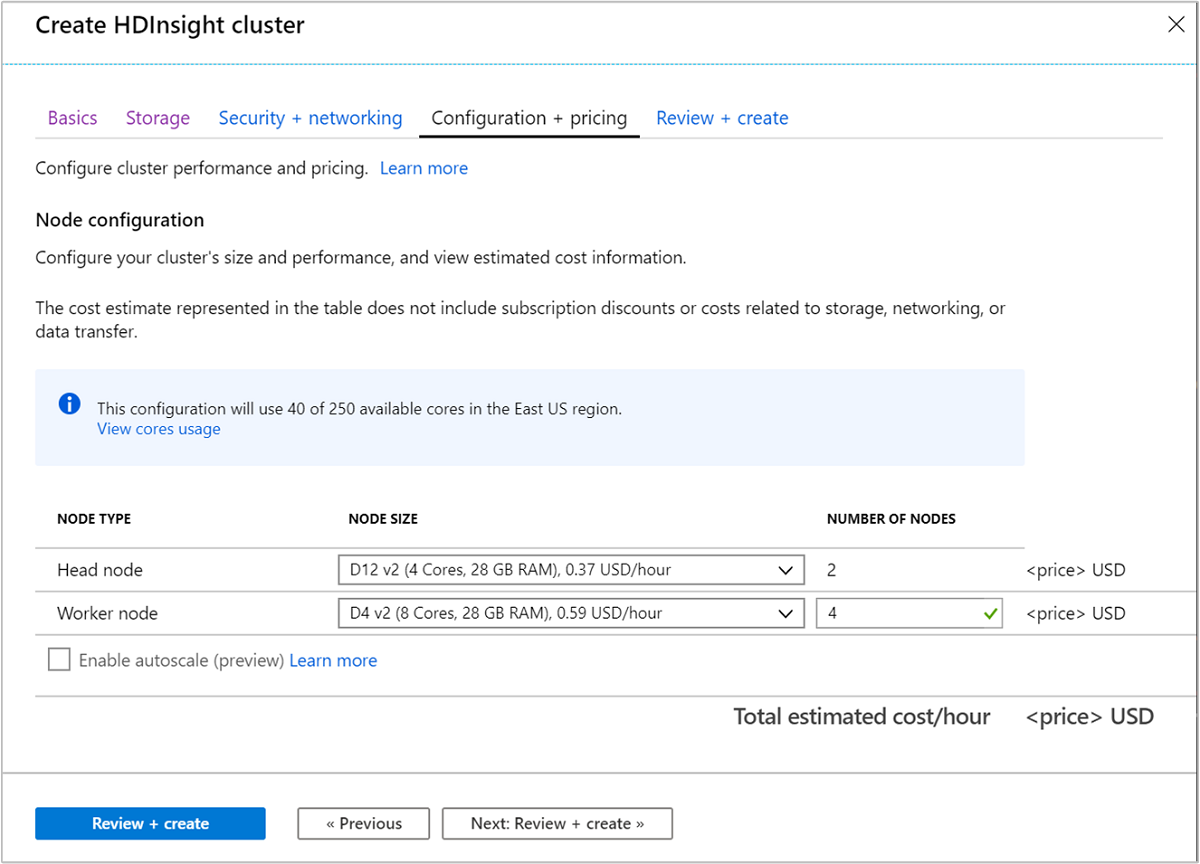 Create HDInsight cluster
Basics Storage Security + networking Configuration + pricing Review + create
Configure cluster performance and pricing. Learn more
Node configuration
Configure your cluster's size and performance, and view estimated cost information.
The cost estimate represented in the table does not include subscription discounts or costs related to storage, networking, or
data transfer.
This configuration will use 40 of 250 available cores in the East US region.
View cores usage
NODE TYPE NODE SIZE NUMBER OF NODES
Head node D12 v2 (4 Cores, 28 GB RAM), 0.37 USD/hour 2 <price> USD
Worker node D4 v2 (8 Cores, 28 GB RAM), 0.59 USD/hour 4 <price> USD
Enable autoscale (preview) Learn more
Total estimated cost/hour <price> USD
Review + create « Previous Next: Review + create »